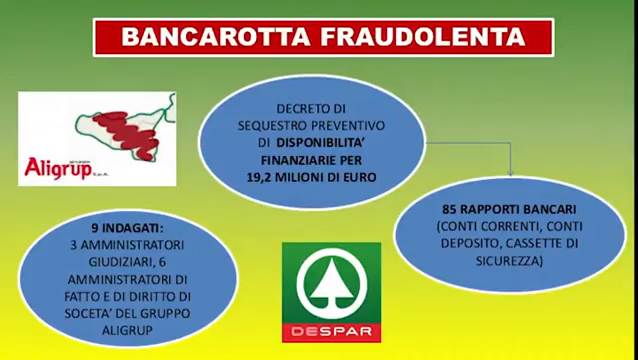 BANCAROTTA FRAUDOLENTA
Aligrup S.p.A.
DECRETO DI
SEQUESTRO PREVENTIVO
DI DISPONIBILITA'
FINANZIARIE PER
19,2 MILIONI DI EURO
85 RAPPORTI BANCARI
(CONTI CORRENTI, CONTI
DEPOSITO, CASSETTE DI
SICUREZZA)
9 INDAGATI:
3 AMMINISTRATORI
GIUDIZIARI, 6
AMMINISTRATORI DI
FATTO E DI DIRITTO DI
SOCETA' DEL GRUPPO
ALIGRUP
DESPAR